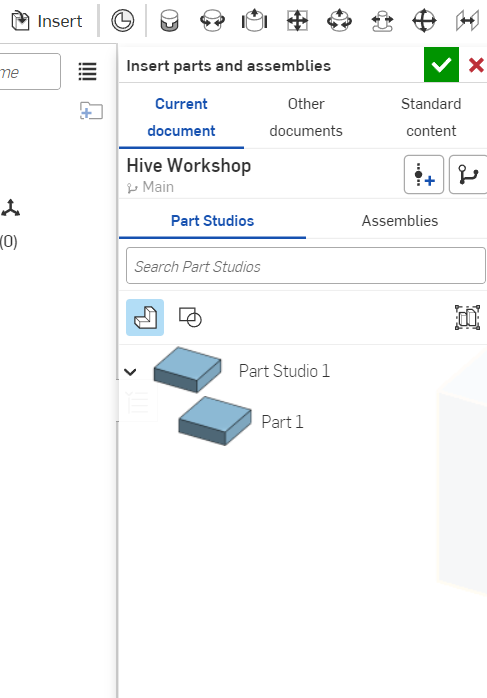 Insert
me
Insert parts and assemblies
Current document
Other documents
Standard content
Hive Workshop
Main
(0)
Part Studios
Assemblies
Search Part Studios
Part Studio 1
Part 1